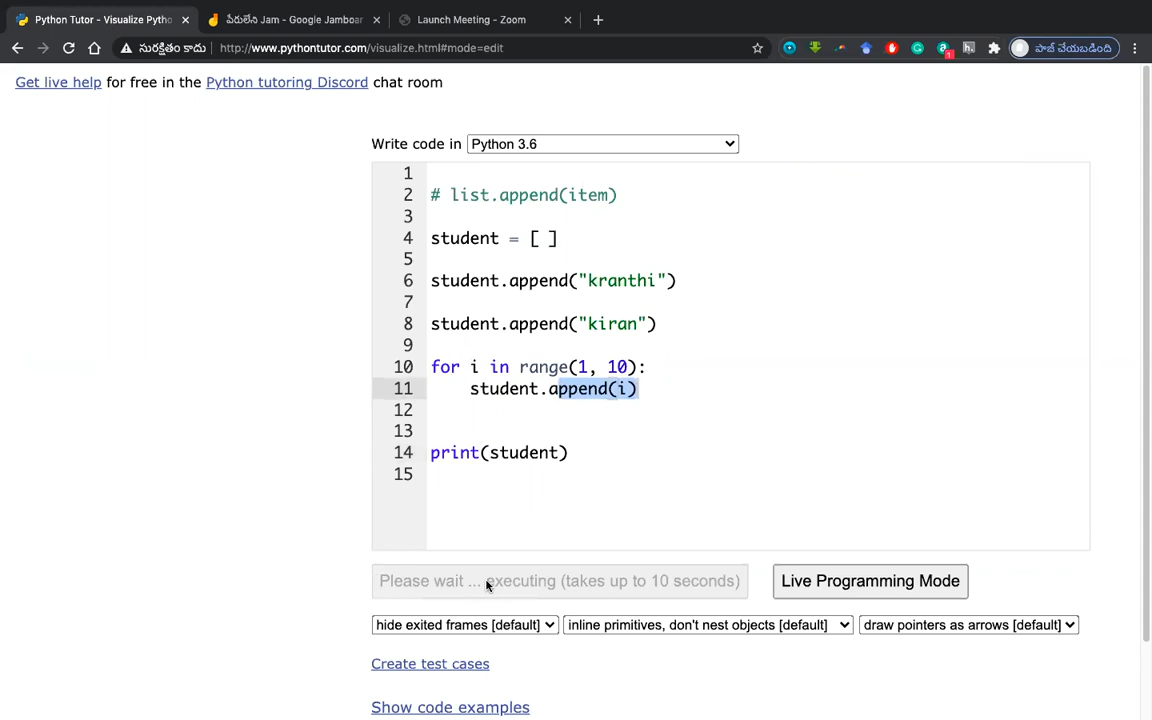 Python Tutor - Visualize Pytho
పేరులేని Jam - Google Jamboar
Launch Meeting - Zoom
సురక్షితం కాదు
http://www.pythontutor.com/visualize.html#mode=edit
1
పాజ్ చేయబడింది
Get live help for free in the Python tutoring Discord chat room
Write code in Python 3.6
1
2 # list.append(item)
3
4 student = [ ]
5
6 student.append("kranthi")
7
8 student.append("kiran")
9
10 for i in range(1, 10):
11 student.append(i)
12
13
14 print(student)
15
Please wait ... executing (takes up to 10 seconds) Live Programming Mode
hide exited frames [default] inline primitives, don't nest objects [default] draw pointers as arrows [default]
Create test cases
Show code examples